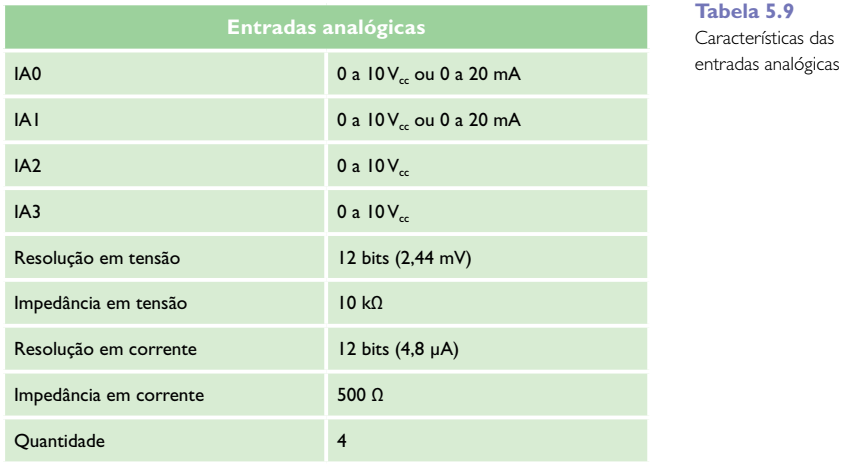 Entradas analógicas
IA0 0 a 10 Vcc ou 0 a 20 mA
IA1 0 a 10 Vcc ou 0 a 20 mA
IA2 0 a 10 Vcc
IA3 0 a 10 Vcc
Resolução em tensão 12 bits (2,44 mV)
Impedância em tensão 10 kΩ
Resolução em corrente 12 bits (4,8 µA)
Impedância em corrente 500 Ω
Quantidade 4
Tabela 5.9
Características das
entradas analógicas